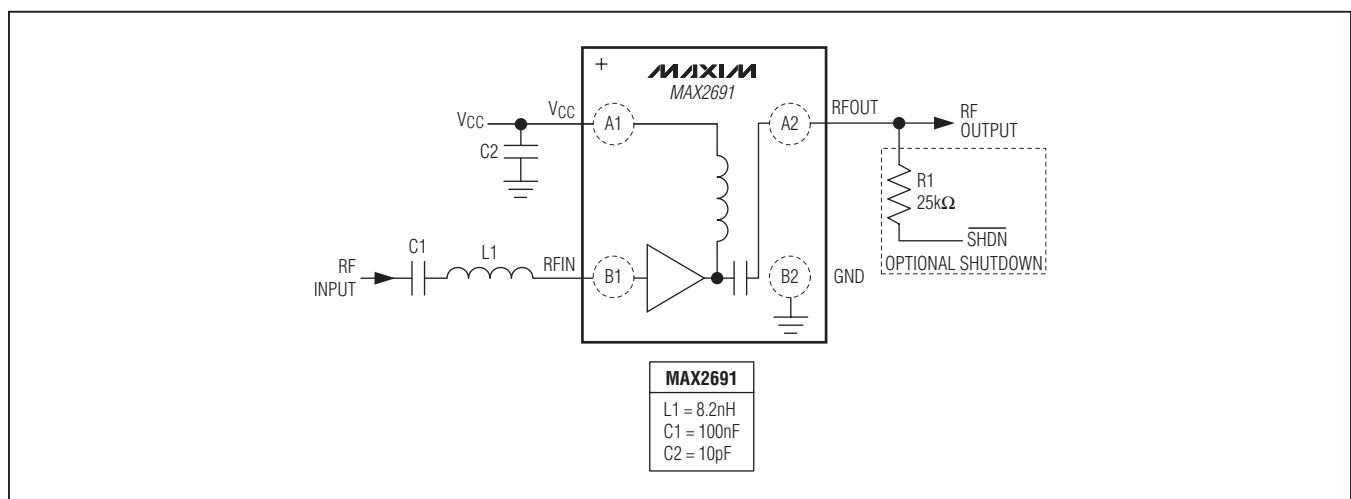 +
MAXIM
MAX2691
VCC
VCC
A1
A2
RFOUT
RF
OUTPUT
C2
R1
25kΩ
SHDN
OPTIONAL SHUTDOWN
C1
L1
RF
INPUT
RFIN
B1
B2
GND
MAX2691
L1 = 8.2nH
C1 = 100nF
C2 = 10pF